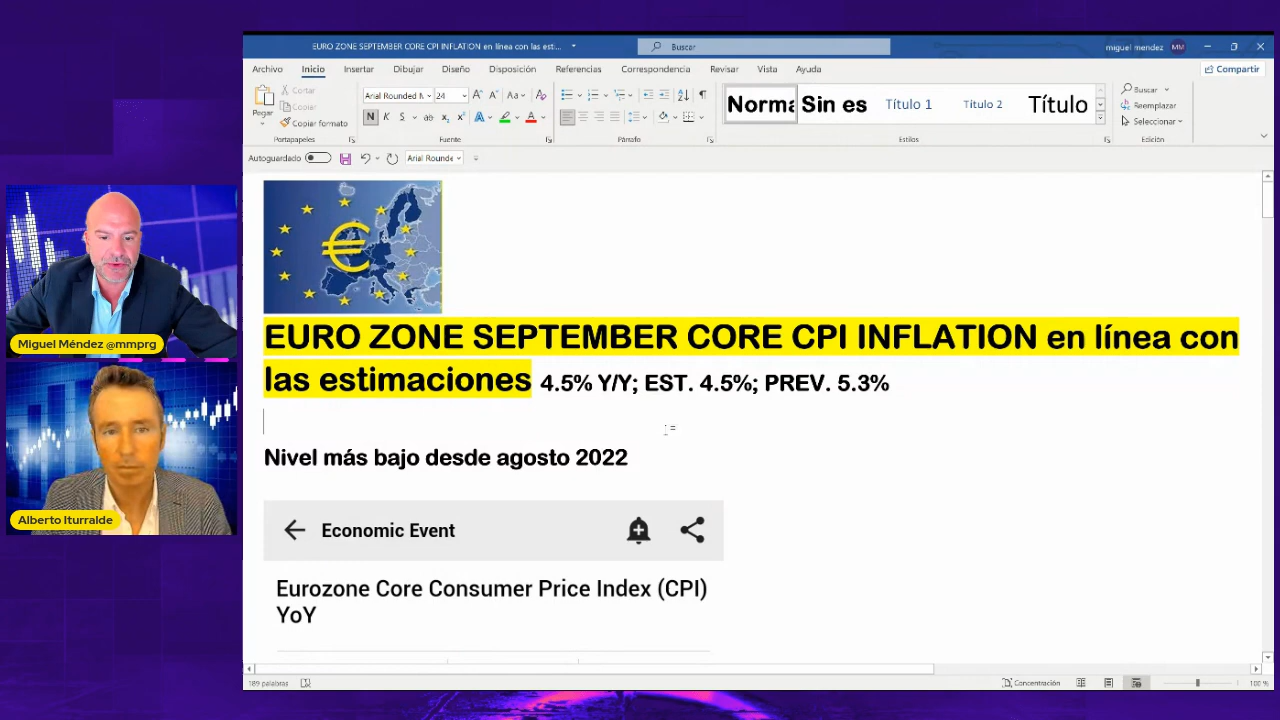 EURO ZONE SEPTEMBER CORE CPI INFLATION en línea con las esti...
Buscar
miguel mendez
MM
Archivo
Inicio
Insertar
Dibujar
Diseño
Disposición
Referencias
Correspondencia
Revisar
Vista
Ayuda
Compartir
Pegar
Cortar
Copiar
Copiar formato
Portapapeles
Arial Rounded
24
Fuente
Párrafo
Norma
Sin es
Título 1
Título 2
Título
Estilos
Buscar
Reemplazar
Seleccionar
Edición
Autoguardado
Arial Rounde
€
EURO ZONE SEPTEMBER CORE CPI INFLATION en línea con
las estimaciones 4.5% Y/Y; EST. 4.5%; PREV. 5.3%
Nivel más bajo desde agosto 2022
Economic Event
Eurozone Core Consumer Price Index (CPI)
YoY
Miguel Méndez @mmprg
Alberto Iturralde
189 palabras
Concentración
100 %